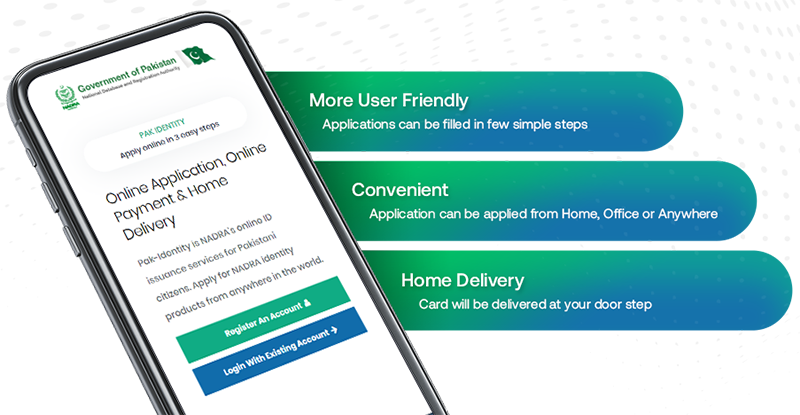 Government of Pakistan
National Database and Registration Authority
NADRA
PAK IDENTITY
Apply online in 3 easy steps
Online Application, Online
Payment & Home
Delivery
Pak-Identity is NADRA's online ID
issuance services for Pakistani
citizens. Apply for NADRA identity
products from anywhere in the world.
Register An Account
Login With Existing Account →
More User Friendly
Applications can be filled in few simple steps
Convenient
Application can be applied from Home, Office or Anywhere
Home Delivery
Card will be delivered at your door step